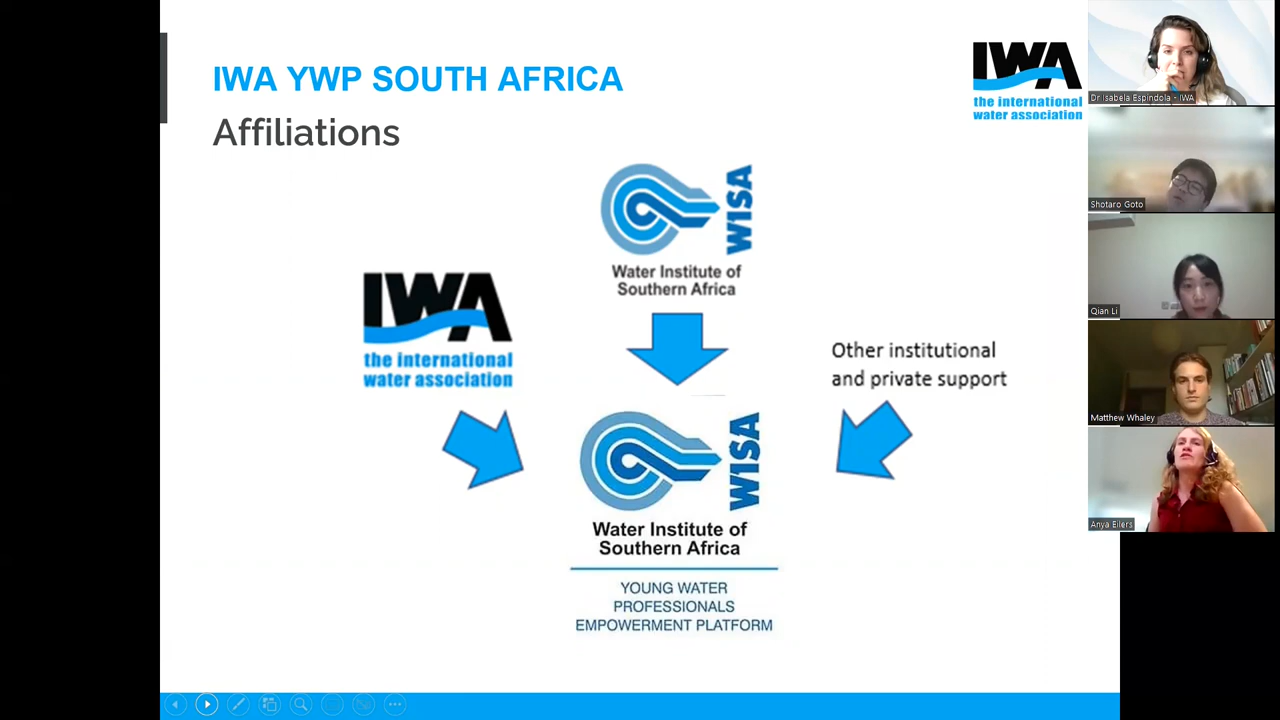 IWA YWP SOUTH AFRICA
Affiliations
IWA
the international
water association
WISA
Water Institute of
Southern Africa
IWA
the international
water association
Other institutional
and private support
WISA
Water Institute of
Southern Africa
YOUNG WATER
PROFESSIONALS
EMPOWERMENT PLATFORM
Dr Isabela Espindola - IWA
Shotaro Goto
Qian Li
Matthew Whaley
Anya Eilers